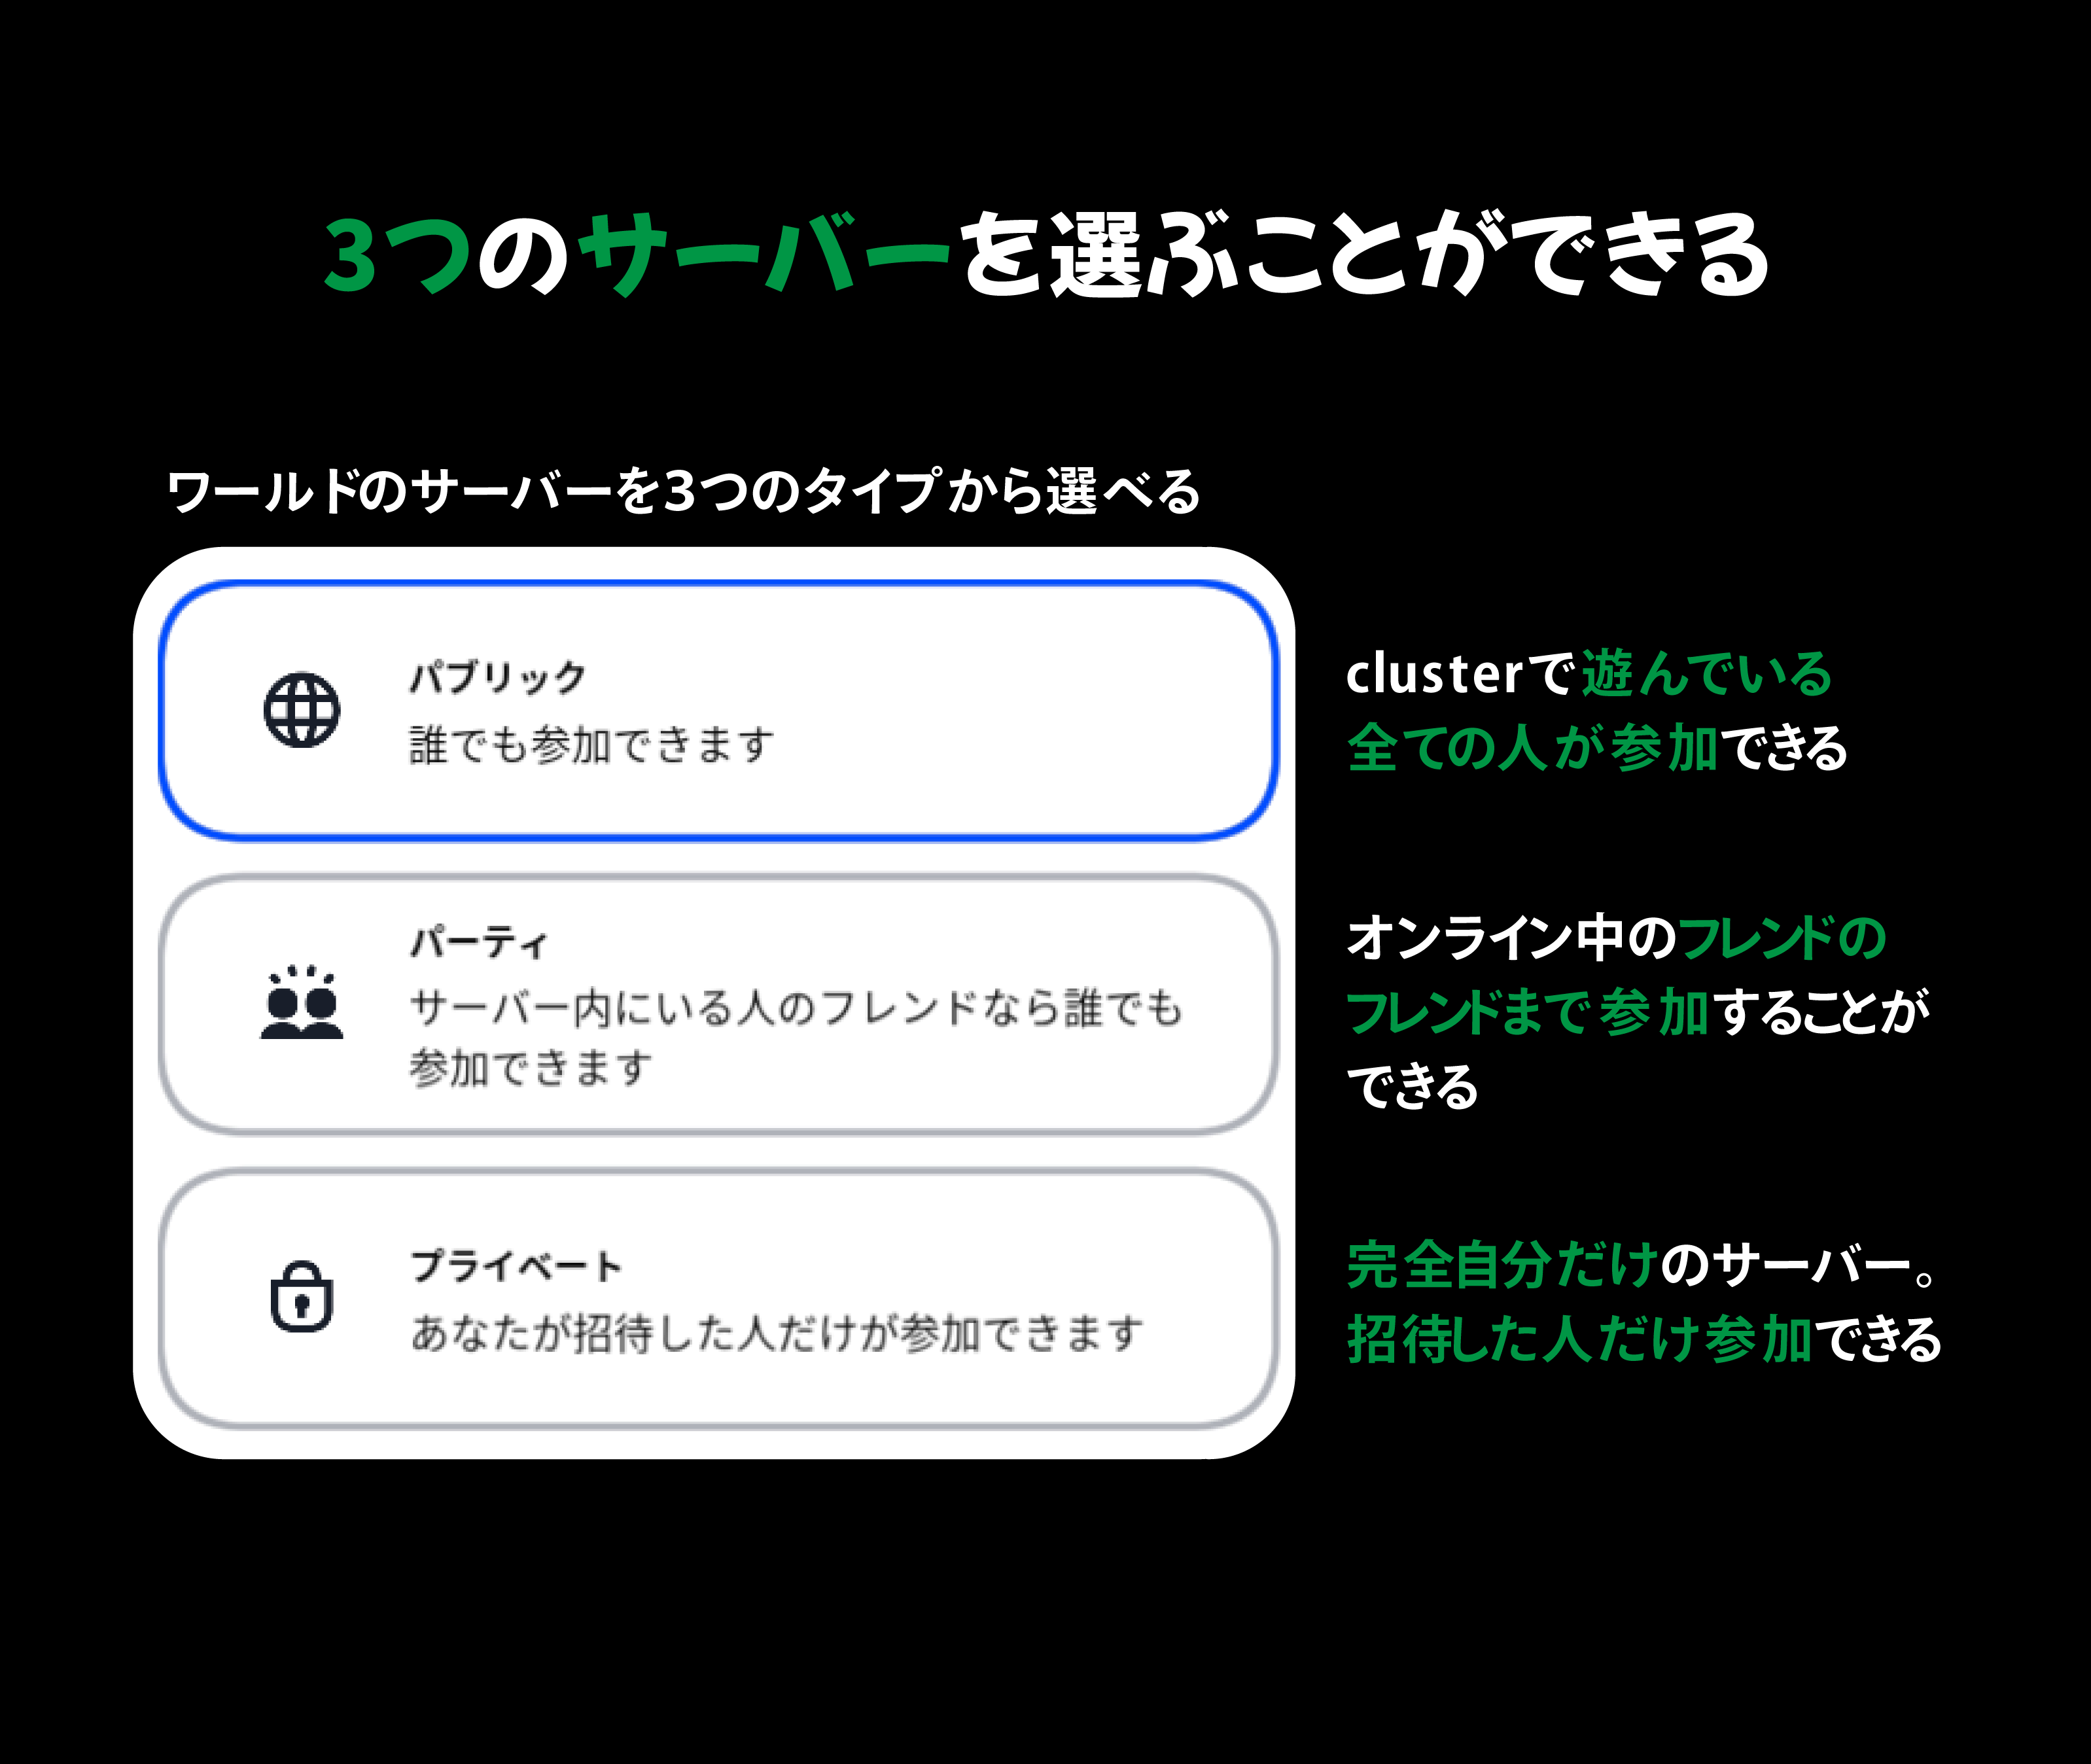 3つのサーバーを選ぶことができる
ワールドのサーバーを3つのタイプから選べる
パブリック
誰でも参加できます
clusterで遊んでいる
全ての人が参加できる
パーティ
サーバー内にいる人のフレンドなら誰でも
参加できます
オンライン中のフレンドの
フレンドまで参加することが
できる
プライベート
あなたが招待した人だけが参加できます
完全自分だけのサーバー。
招待した人だけ参加できる